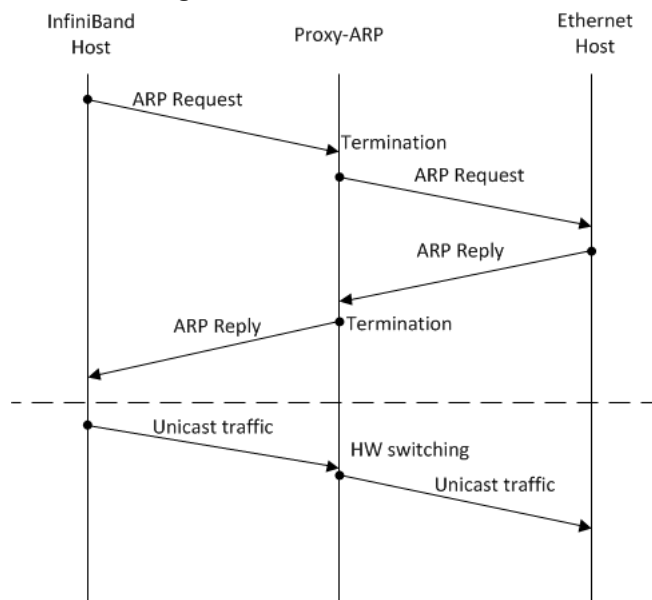 InfiniBand
Host
Proxy-ARP
Ethernet
Host
ARP Request
Termination
ARP Request
ARP Reply
ARP Reply
Termination
Unicast traffic
HW switching
Unicast traffic